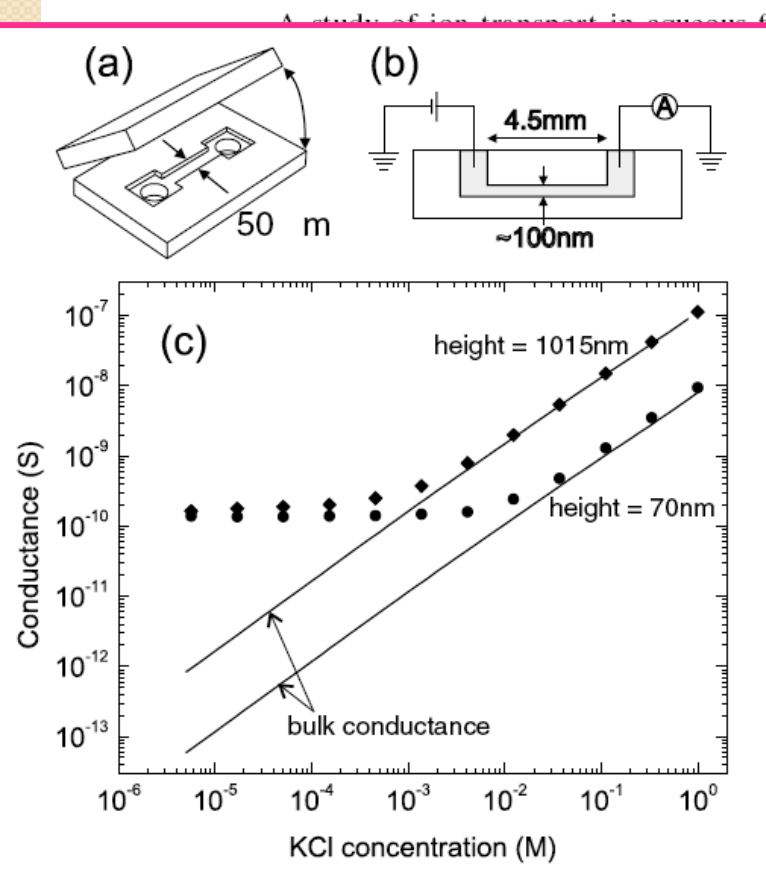 (a)
(b)
4.5mm
A
50 m
≈100nm
(c)
height = 1015nm
height = 70nm
bulk conductance
Conductance (S)
10⁻⁷
10⁻⁸
10⁻⁹
10⁻¹⁰
10⁻¹¹
10⁻¹²
10⁻¹³
10⁻⁶ 10⁻⁵ 10⁻⁴ 10⁻³ 10⁻² 10⁻¹ 10⁰
KCl concentration (M)